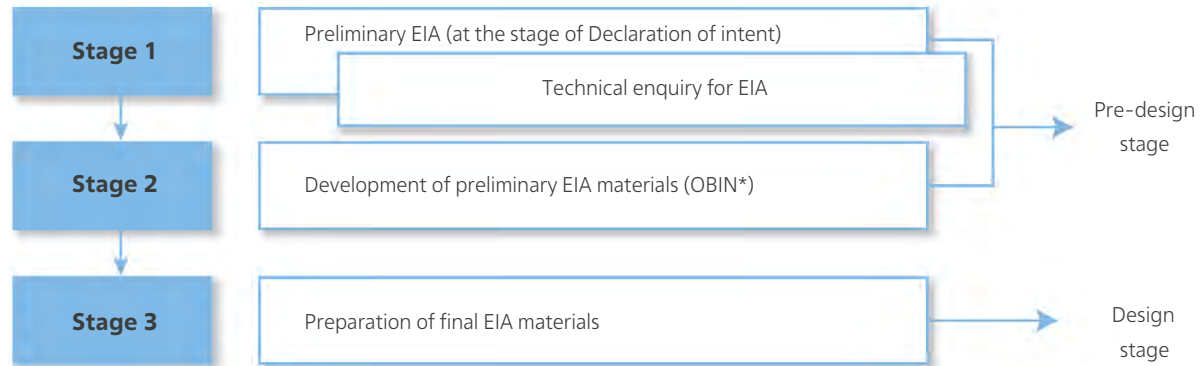 Stage 1
Preliminary EIA (at the stage of Declaration of intent)
Technical enquiry for EIA
Pre-design
stage
Stage 2
Development of preliminary EIA materials (OBIN*)
Stage 3
Preparation of final EIA materials
Design
stage